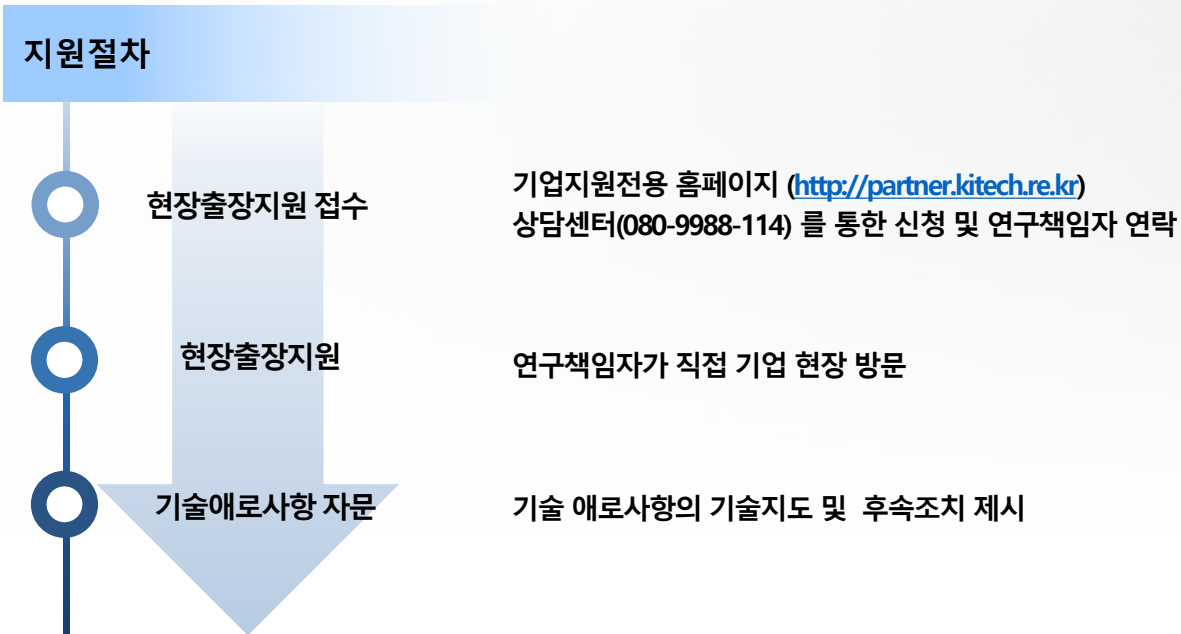 지원절차
현장출장지원 접수
기업지원전용 홈페이지 (http://partner.kitech.re.kr)
상담센터(080-9988-114) 를 통한 신청 및 연구책임자 연락
현장출장지원
연구책임자가 직접 기업 현장 방문
기술애로사항 자문
기술 애로사항의 기술지도 및 후속조치 제시